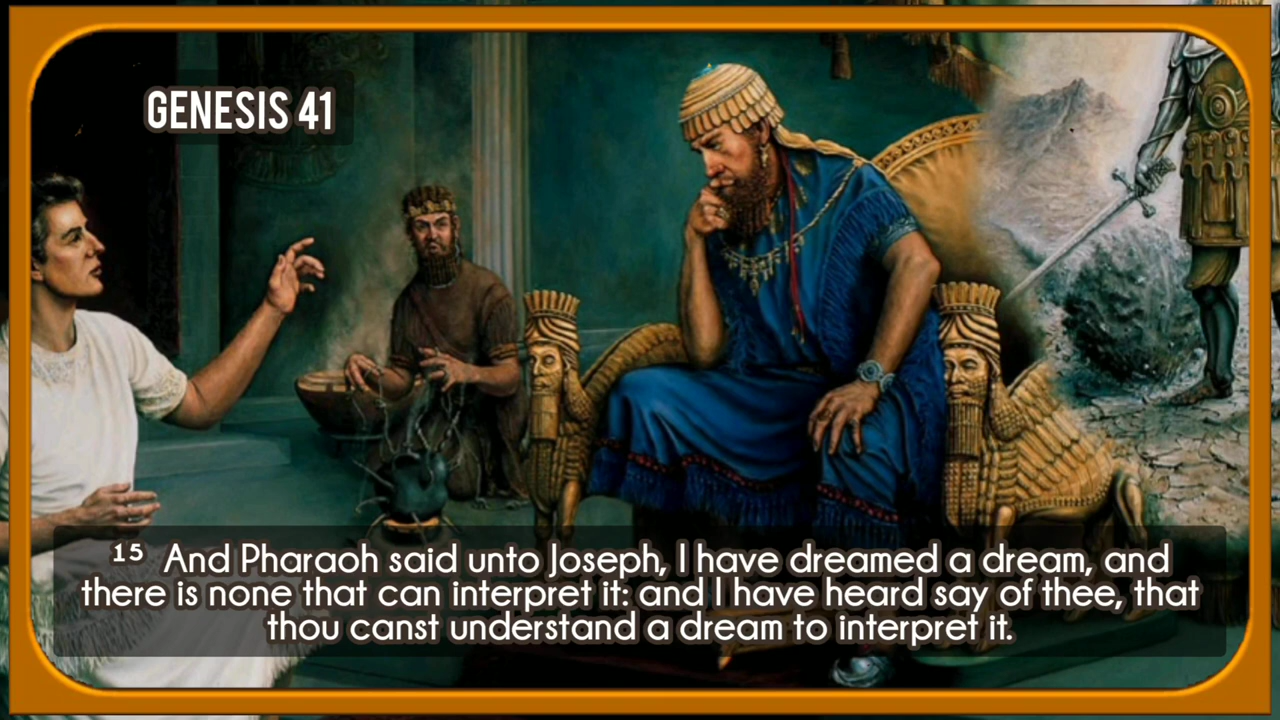 GENESIS 41
¹⁵ And Pharaoh said unto Joseph, I have dreamed a dream, and
there is none that can interpret it: and I have heard say of thee, that
thou canst understand a dream to interpret it.